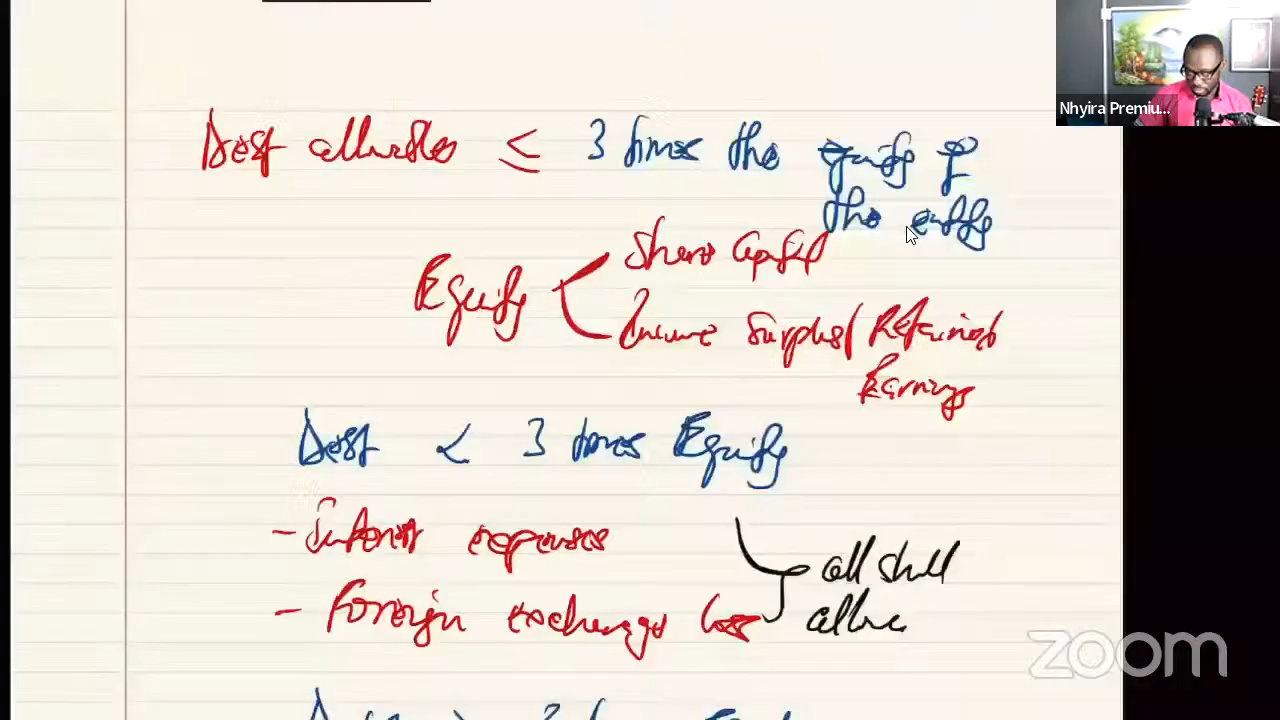 Nhyira Premiu...
Debt allowable ≤ 3 times the equity of
the entity
Equity
Share Capital
Income Surplus/ Retained
Earnings
Debt < 3 times Equity
- Interest expenses
- Foreign exchange loss
all shall
allow
zoom